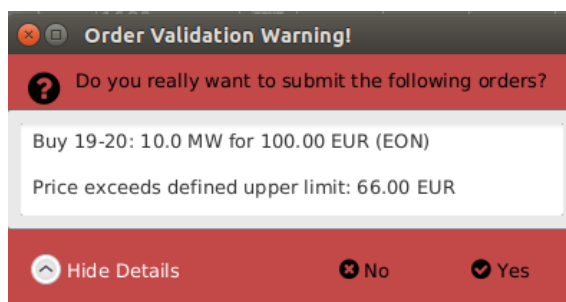 Order Validation Warning!
Do you really want to submit the following orders?
Buy 19-20: 10.0 MW for 100.00 EUR (EON)
Price exceeds defined upper limit: 66.00 EUR
Hide Details No Yes